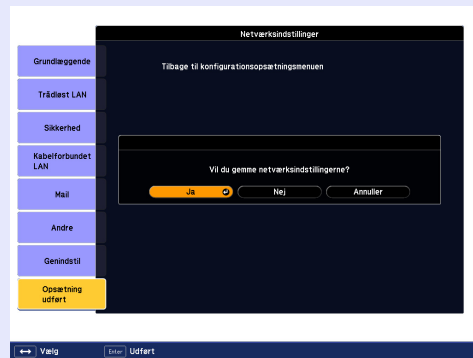 Netværksindstillinger
Grundlæggende
Tilbage til konfigurationsopsætningsmenuen
Trådløst LAN
Sikkerhed
Kabelforbundet
LAN
Vil du gemme netværksindstillingerne?
Ja Nej Annuller
Mail
Andre
Genindstil
Opsætning
udført
Vælg Enter Udført